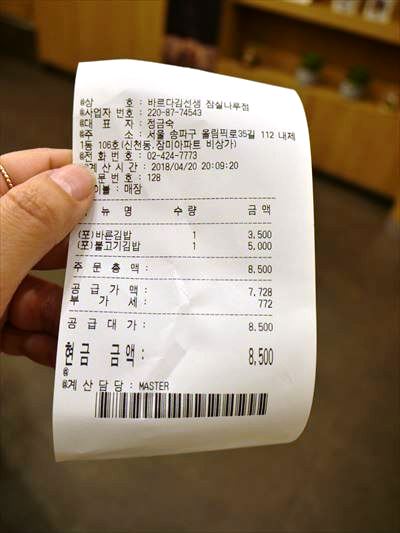 @상 호 : 바르다김선생 잠실나루점
@사업자 번호 : 220-87-74543
@대 표 자 : 정금숙
@주 소 : 서울 송파구 올림픽로35길 112 내제
1동 106호(신천동,장미아파트 비상가)
@전 화 번 호 : 02-424-7773
계 산 시 간 : 2018/04/20 20:09:20
문 번 호 : 128
이 블 : 매장
뉴 명 수 량 금 액
(포)바른김밥 1 3,500
(포)불고기김밥 1 5,000
주 문 총 액 : 8,500
공 급 가 액 : 7,728
부 가 세 : 772
공 급 대 가 : 8,500
현금 금액 : 8,500
@
@계 산 담 당 : MASTER